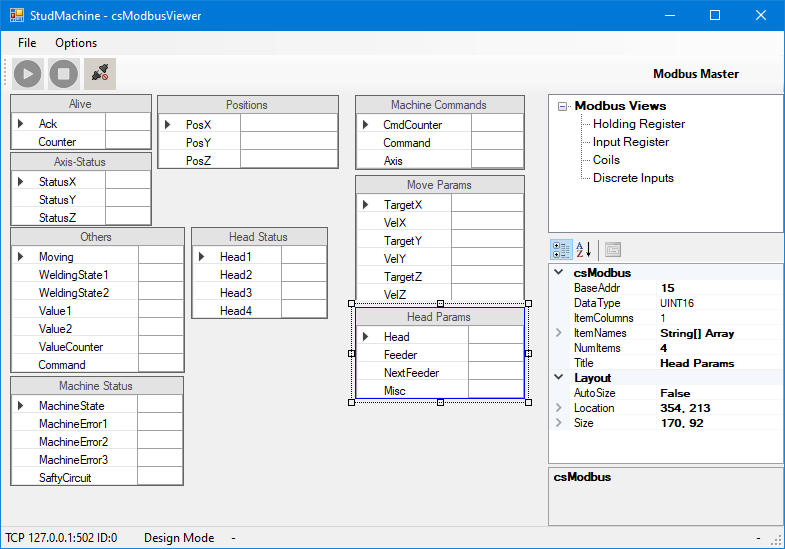 StudMachine - csModbusViewer
File Options
Modbus Master
Alive
Ack
Counter
Axis-Status
StatusX
StatusY
StatusZ
Others
Moving
WeldingState1
WeldingState2
Value1
Value2
ValueCounter
Command
Machine Status
MachineState
MachineError1
MachineError2
MachineError3
SaftyCircuit
Positions
PosX
PosY
PosZ
Head Status
Head1
Head2
Head3
Head4
Machine Commands
CmdCounter
Command
Axis
Move Params
TargetX
VelX
TargetY
VelY
TargetZ
VelZ
Head Params
Head
Feeder
NextFeeder
Misc
Modbus Views
Holding Register
Input Register
Coils
Discrete Inputs
A Z
csModbus
BaseAddr 15
DataType UINT16
ItemColumns 1
ItemNames String[] Array
NumItems 4
Title Head Params
Layout
AutoSize False
Location 354, 213
Size 170, 92
csModbus
TCP 127.0.0.1:502 ID:0 Design Mode - -